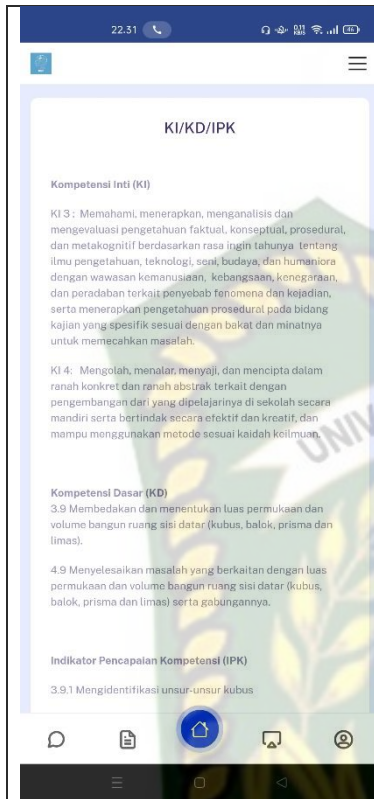 22.31
0,11
KB/s
46
KI/KD/IPK
Kompetensi Inti (KI)
KI 3 : Memahami, menerapkan, menganalisis dan
mengevaluasi pengetahuan faktual, konseptual, prosedural,
dan metakognitif berdasarkan rasa ingin tahunya tentang
ilmu pengetahuan, teknologi, seni, budaya, dan humaniora
dengan wawasan kemanusiaan, kebangsaan, kenegaraan,
dan peradaban terkait penyebab fenomena dan kejadian,
serta menerapkan pengetahuan prosedural pada bidang
kajian yang spesifik sesuai dengan bakat dan minatnya
untuk memecahkan masalah.
KI 4: Mengolah, menalar, menyaji, dan mencipta dalam
ranah konkret dan ranah abstrak terkait dengan
pengembangan dari yang dipelajarinya di sekolah secara
mandiri serta bertindak secara efektif dan kreatif, dan
mampu menggunakan metode sesuai kaidah keilmuan.
UNIV
Kompetensi Dasar (KD)
3.9 Membedakan dan menentukan luas permukaan dan
volume bangun ruang sisi datar (kubus, balok, prisma dan
limas).
4.9 Menyelesaikan masalah yang berkaitan dengan luas
permukaan dan volume bangun ruang sisi datar (kubus,
balok, prisma dan limas) serta gabungannya.
Indikator Pencapaian Kompetensi (IPK)
3.9.1 Mengidentifikasi unsur-unsur kubus